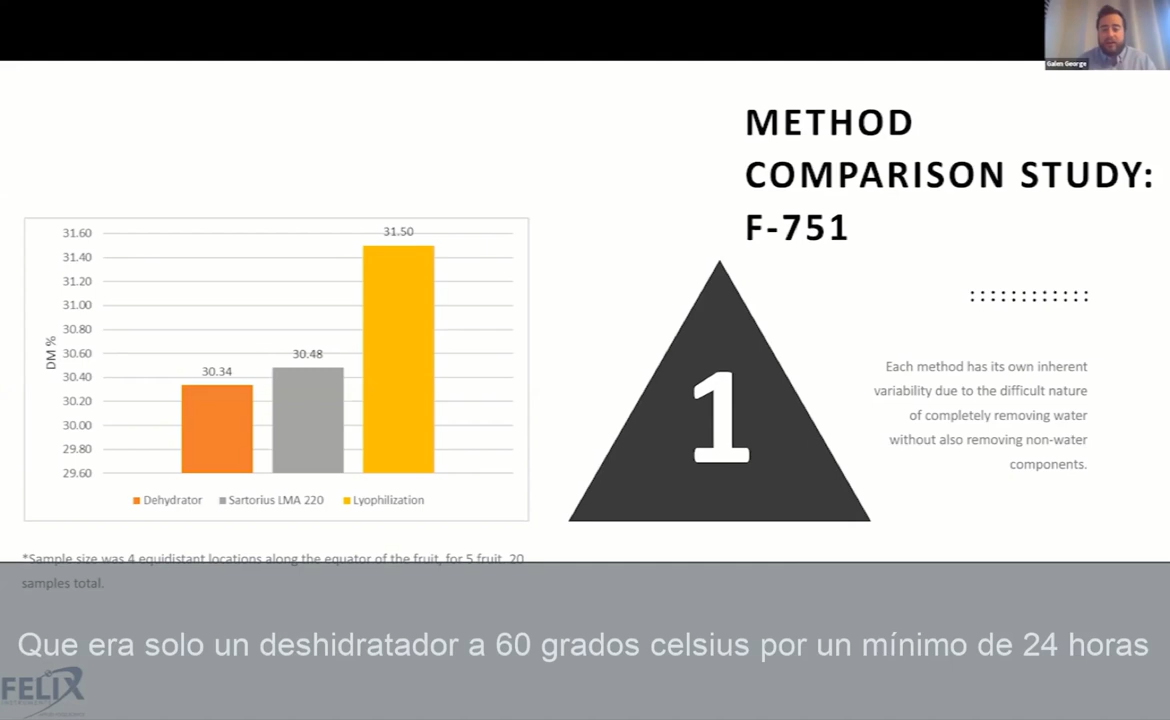 Galen George
METHOD
COMPARISON STUDY:
F-751
31.60
31.40
31.20
31.00
30.80
30.60
30.40
30.20
30.00
29.80
29.60
DM %
30.34
30.48
31.50
Dehydrator
Sartorius LMA 220
Lyophilization
1
Each method has its own inherent
variability due to the difficult nature
of completely removing water
without also removing non-water
components.
*Sample size was 4 equidistant locations along the equator of the fruit, for 5 fruit, 20
samples total.
Que era solo un deshidratador a 60 grados celsius por un mínimo de 24 horas
FELIX